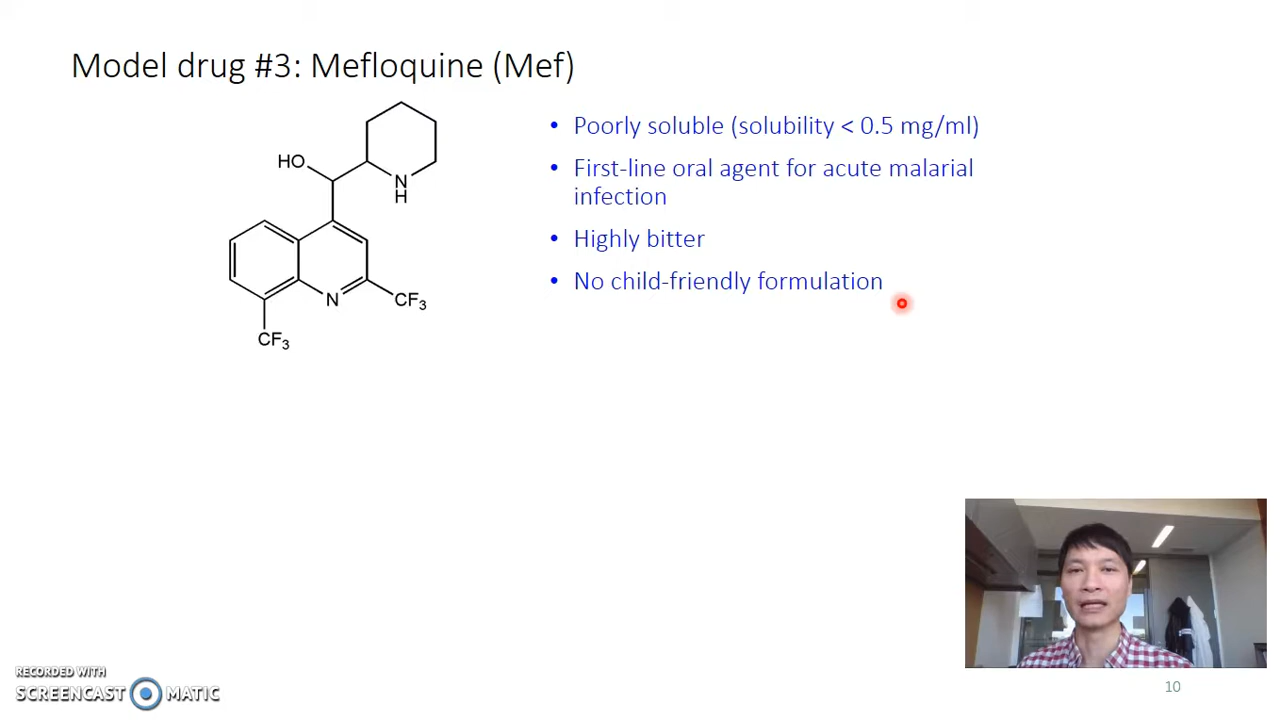 Model drug #3: Mefloquine (Mef)
HO
N
H
N
CF3
CF3
• Poorly soluble (solubility < 0.5 mg/ml)
• First-line oral agent for acute malarial
infection
• Highly bitter
• No child-friendly formulation
RECORDED WITH
SCREENCAST MATIC
10